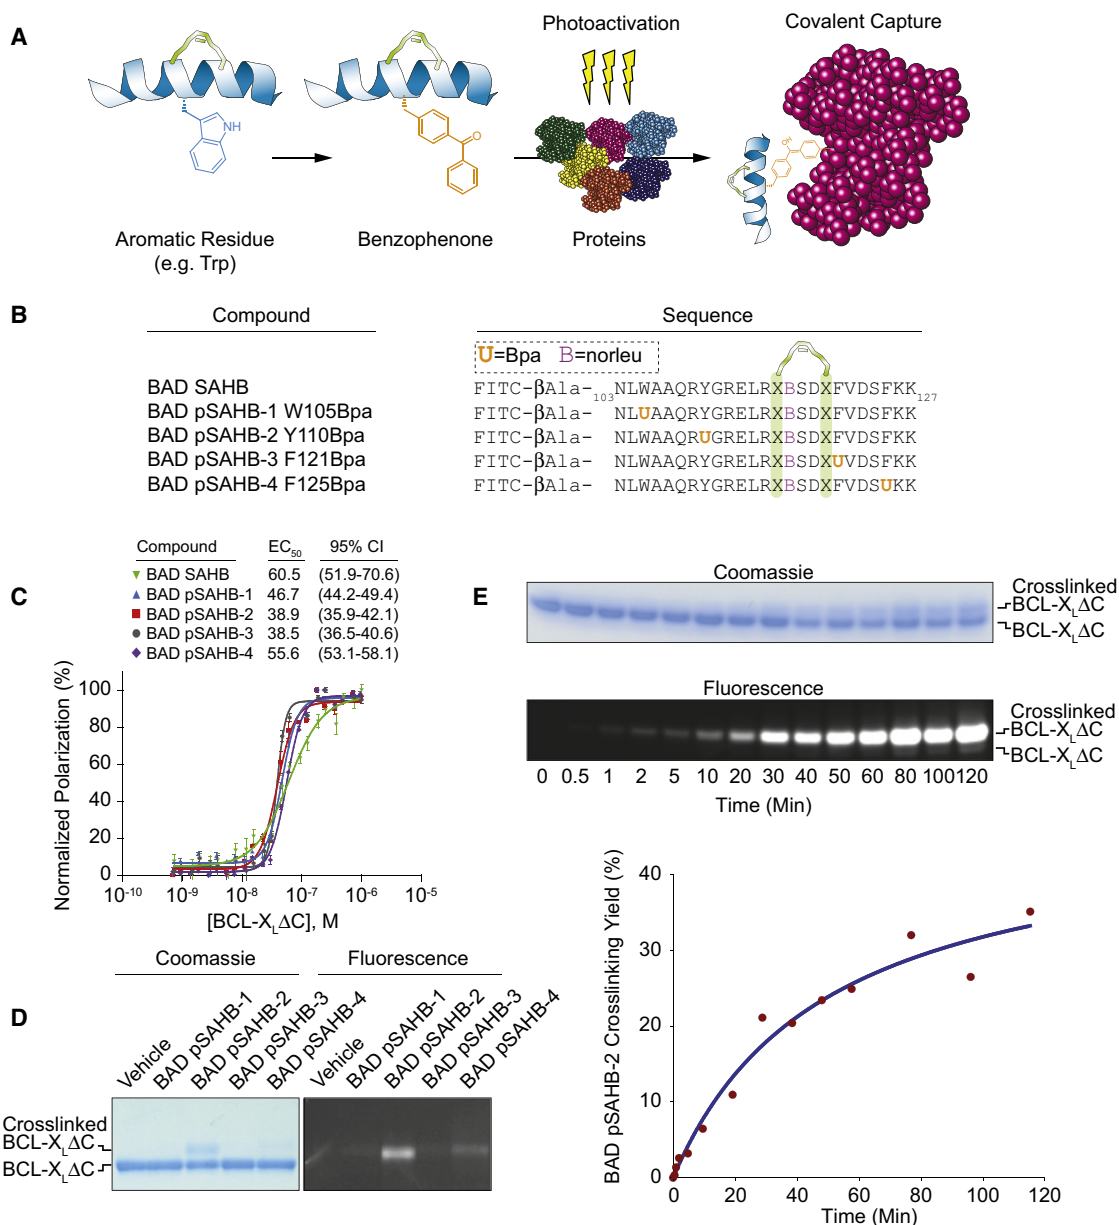 A
Photoactivation
Covalent Capture
NH
O
Aromatic Residue
(e.g. Trp)
Benzophenone
Proteins
B
Compound
Sequence
U=Bpa B=norleu
BAD SAHB
FITC-βAla- 103 NLWAAQRYGRELRXBSDXFVDSFKK 127
BAD pSAHB-1 W105Bpa
FITC-βAla- NLUAAQRYGRELRXBSDXFVDSFKK
BAD pSAHB-2 Y110Bpa
FITC-βAla- NLWAAQRUGRELRXBSDXFVDSFKK
BAD pSAHB-3 F121Bpa
FITC-βAla- NLWAAQRYGRELRXBSDXUVDSFKK
BAD pSAHB-4 F125Bpa
FITC-βAla- NLWAAQRYGRELRXBSDXFVDSUKK
C
Compound EC50 95% CI
BAD SAHB 60.5 (51.9-70.6)
BAD pSAHB-1 46.7 (44.2-49.4)
BAD pSAHB-2 38.9 (35.9-42.1)
BAD pSAHB-3 38.5 (36.5-40.6)
BAD pSAHB-4 55.6 (53.1-58.1)
Normalized Polarization (%)
100
80
60
40
20
0
10-10 10-9 10-8 10-7 10-6 10-5
[BCL-XLΔC], M
D
Coomassie
Fluorescence
Vehicle
BAD pSAHB-1
BAD pSAHB-2
BAD pSAHB-3
BAD pSAHB-4
Vehicle
BAD pSAHB-1
BAD pSAHB-2
BAD pSAHB-3
BAD pSAHB-4
Crosslinked
BCL-XLΔC
BCL-XLΔC
E
Coomassie
Crosslinked
BCL-XLΔC
BCL-XLΔC
Fluorescence
Crosslinked
BCL-XLΔC
BCL-XLΔC
0 0.5 1 2 5 10 20 30 40 50 60 80 100 120
Time (Min)
BAD pSAHB-2 Crosslinking Yield (%)
40
30
20
10
0
0 20 40 60 80 100 120
Time (Min)